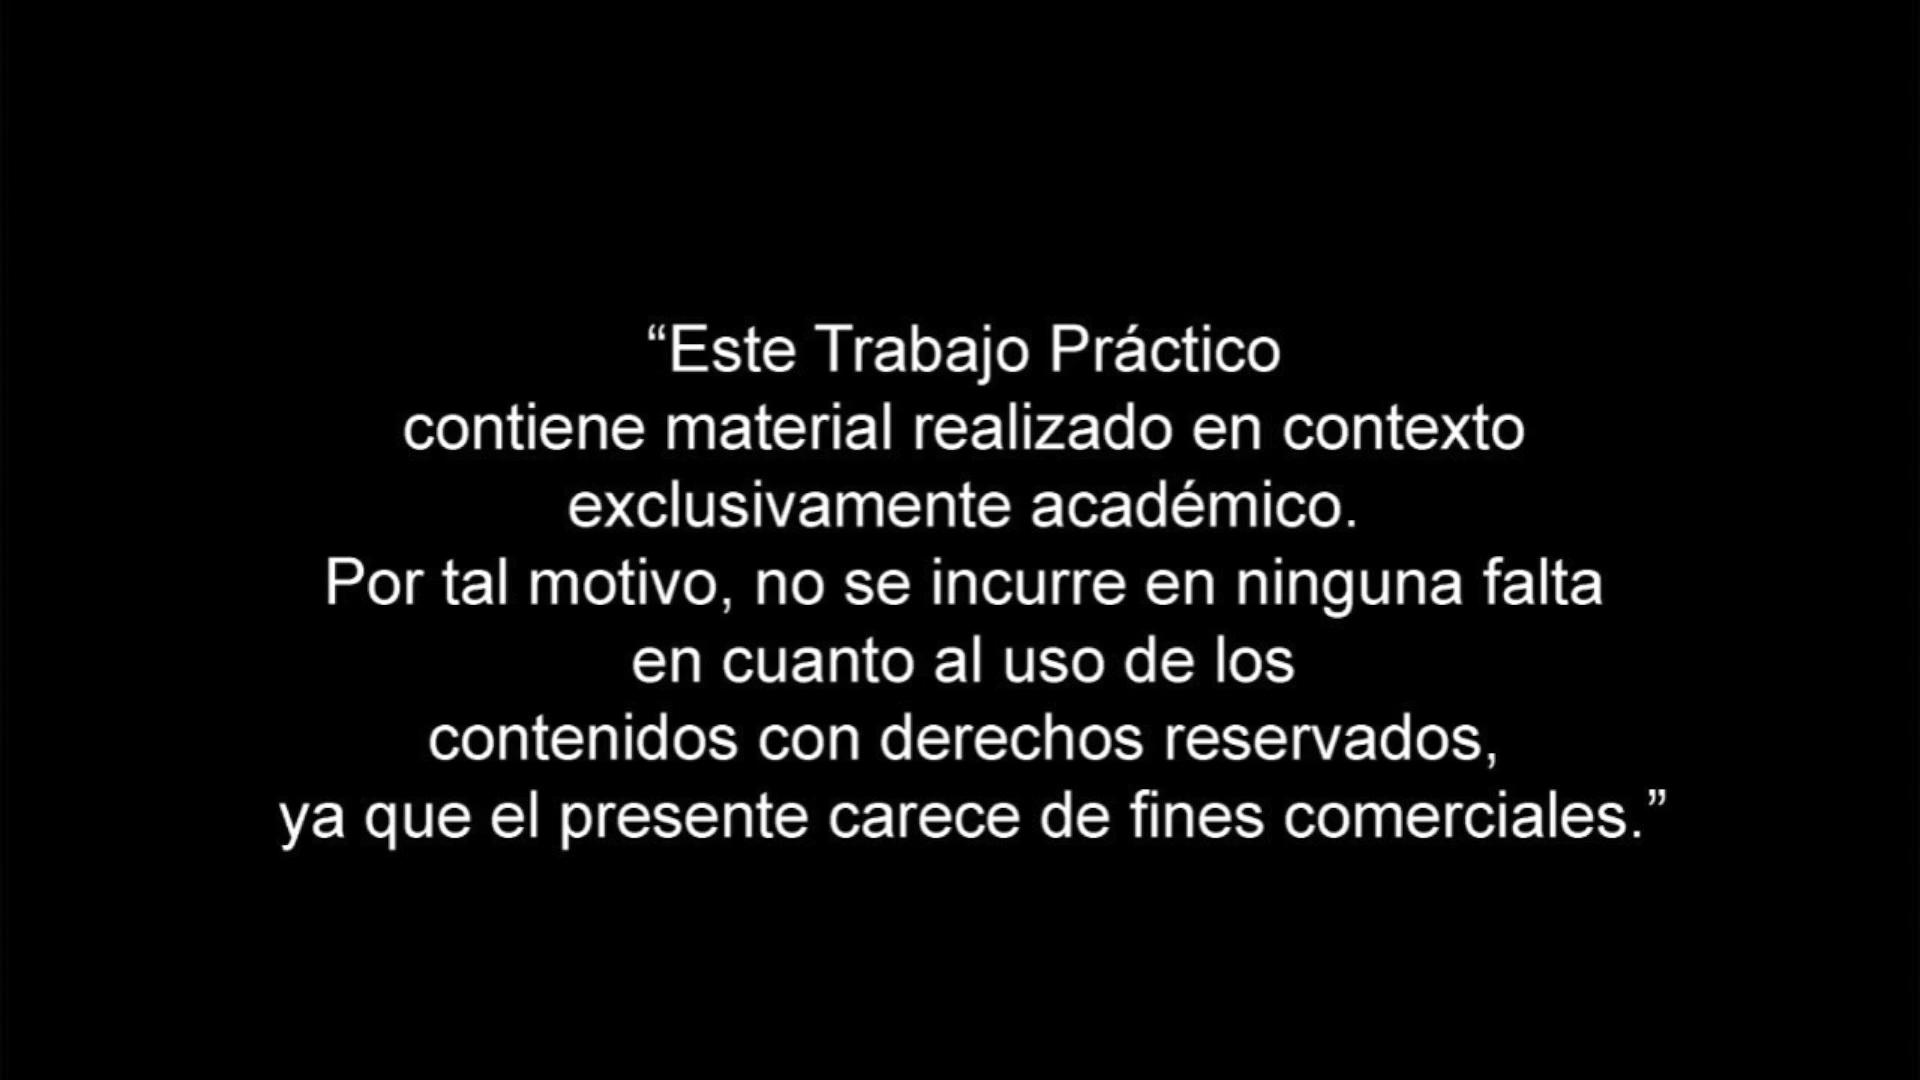 “Este Trabajo Práctico
contiene material realizado en contexto
exclusivamente académico.
Por tal motivo, no se incurre en ninguna falta
en cuanto al uso de los
contenidos con derechos reservados,
ya que el presente carece de fines comerciales.”